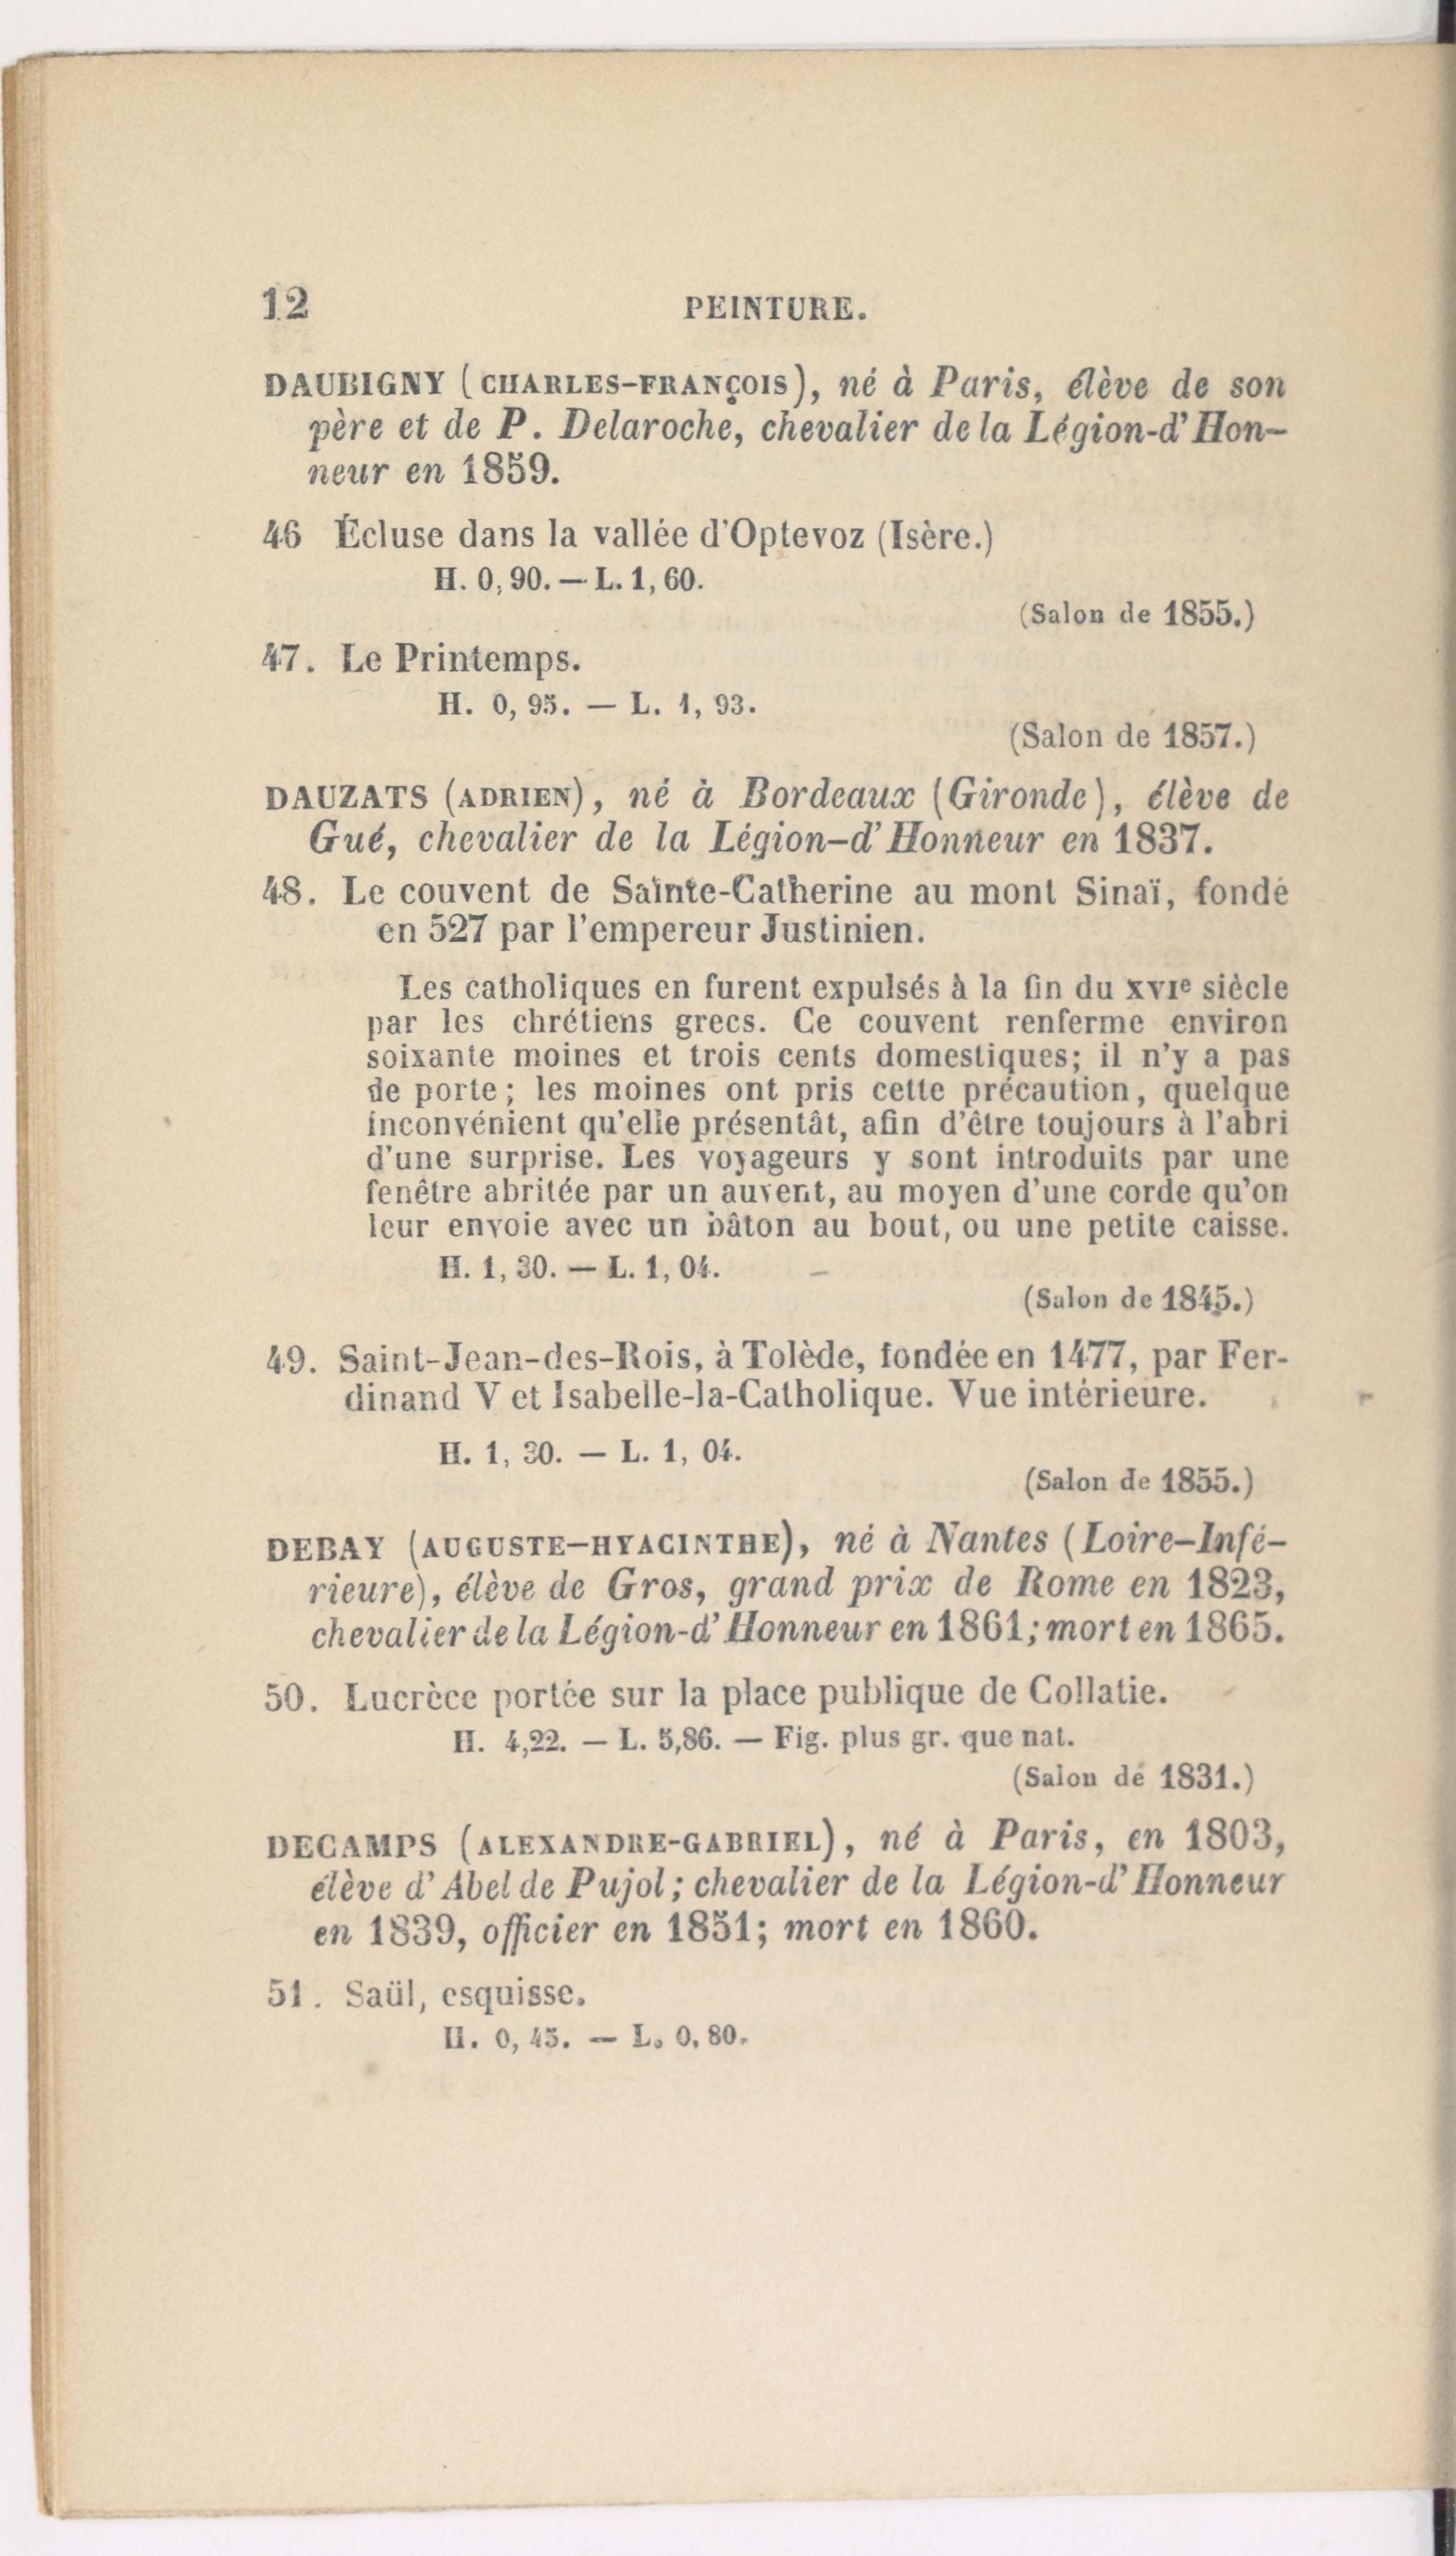 12 PEINTURE.
DAUBIGNY (CHARLES-FRANÇOIS), né à Paris, élève de son
père et de P. Delaroche, chevalier de la Légion-d'Hon-
neur en 1859.
46 Écluse dans la vallée d'Optevoz (Isère.)
H. 0,90. — L. 1,60.
(Salon de 1855.)
47. Le Printemps.
H. 0, 95. — L. 1, 93.
(Salon de 1857.)
DAUZATS (ADRIEN), né à Bordeaux (Gironde), élève de
Gué, chevalier de la Légion-d'Honneur en 1837.
48. Le couvent de Sainte-Catherine au mont Sinaï, fondé
en 527 par l'empereur Justinien.
Les catholiques en furent expulsés à la fin du XVIe siècle
par les chrétiens grecs. Ce couvent renferme environ
soixante moines et trois cents domestiques; il n'y a pas
de porte; les moines ont pris cette précaution, quelque
inconvénient qu'elle présentât, afin d'être toujours à l'abri
d'une surprise. Les voyageurs y sont introduits par une
fenêtre abritée par un auvent, au moyen d'une corde qu'on
leur envoie avec un bâton au bout, ou une petite caisse.
H. 1, 30. — L. 1, 04.
(Salon de 1845.)
49. Saint-Jean-des-Rois, à Tolède, fondée en 1477, par Fer-
dinand V et Isabelle-la-Catholique. Vue intérieure.
H. 1, 30. — L. 1, 04.
(Salon de 1855.)
DEBAY (AUGUSTE-HYACINTHE), né à Nantes (Loire-Infé-
rieure), élève de Gros, grand prix de Rome en 1823,
chevalier de la Légion-d'Honneur en 1861; mort en 1865.
50. Lucrèce portée sur la place publique de Collatie.
H. 4,22. — L. 5,86. — Fig. plus gr. que nat.
(Salon de 1831.)
DECAMPS (ALEXANDRE-GABRIEL), né à Paris, en 1803,
élève d'Abel de Pujol; chevalier de la Légion-d'Honneur
en 1839, officier en 1851; mort en 1860.
51. Saül, esquisse.
H. 0, 45. — L. 0, 80.